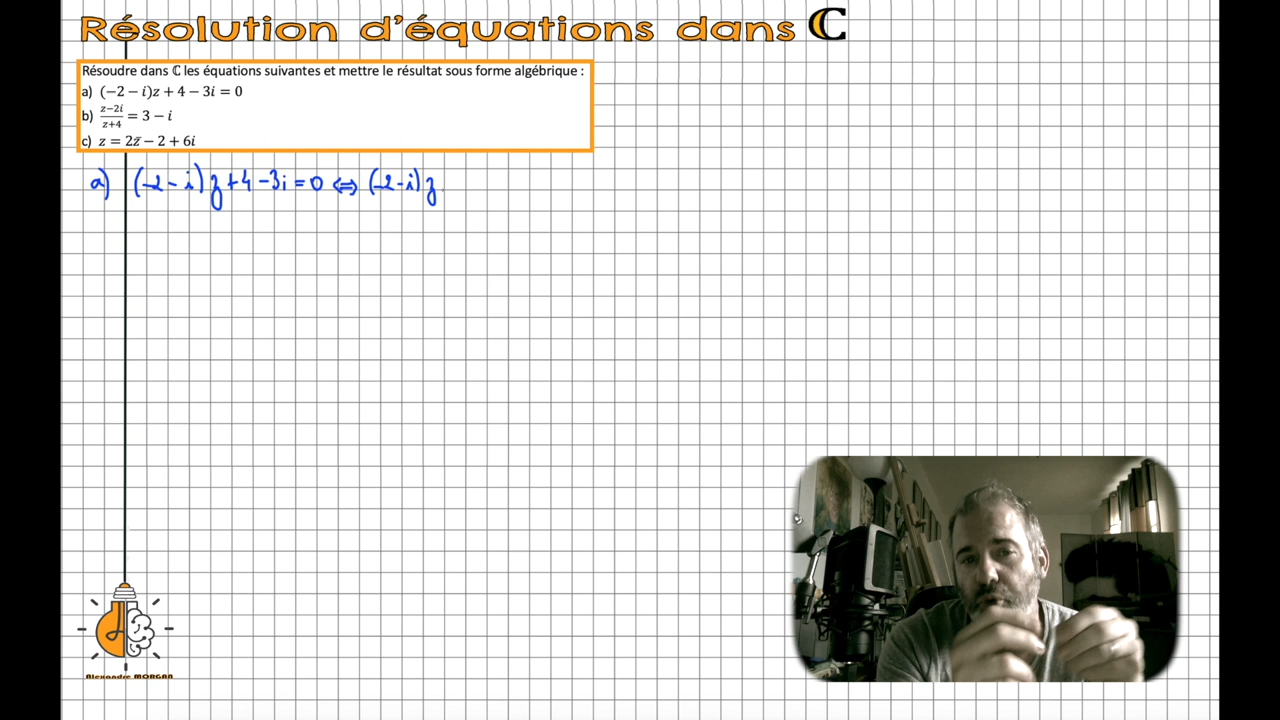 Résolution d'équations dans ℂ
Résoudre dans ℂ les équations suivantes et mettre le résultat sous forme algébrique :
a) (−2 − i)z + 4 − 3i = 0
b) \frac{z−2i}{z+4} = 3 − i
c) z = 2z̄ − 2 + 6i
a) (-2-i)z+4-3i=0 ⇔ (-2-i)z
Alexandre MORGAN